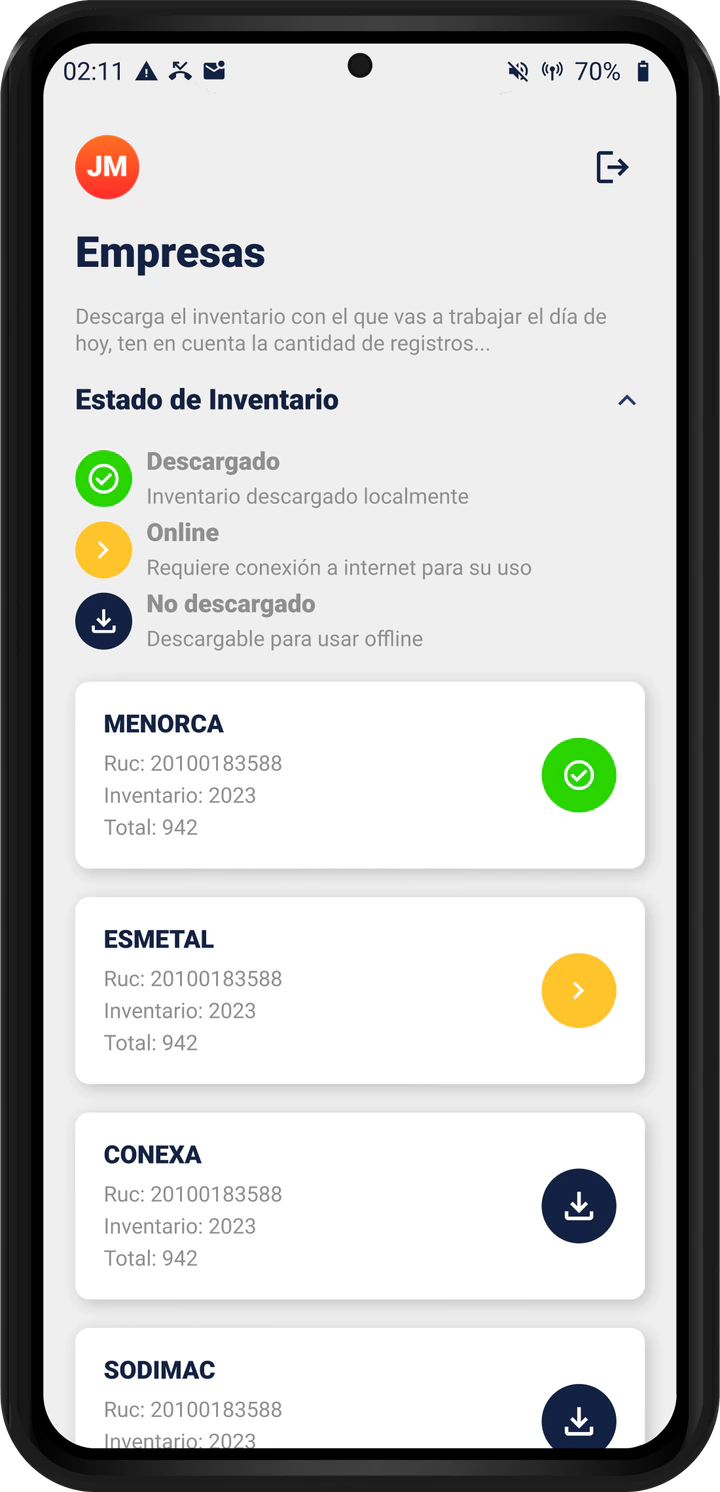 02:11
70%
JM
Empresas
Descarga el inventario con el que vas a trabajar el día de
hoy, ten en cuenta la cantidad de registros...
Estado de Inventario
Descargado
Inventario descargado localmente
Online
Requiere conexión a internet para su uso
No descargado
Descargable para usar offline
MENORCA
Ruc: 20100183588
Inventario: 2023
Total: 942
ESMETAL
Ruc: 20100183588
Inventario: 2023
Total: 942
CONEXA
Ruc: 20100183588
Inventario: 2023
Total: 942
SODIMAC
Ruc: 20100183588
Inventario: 2023